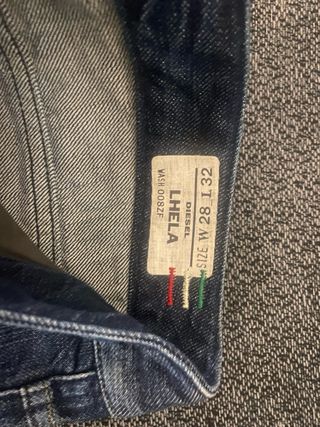 DIESEL
LHELA
WASH 008ZF
SIZE W 28 L 32